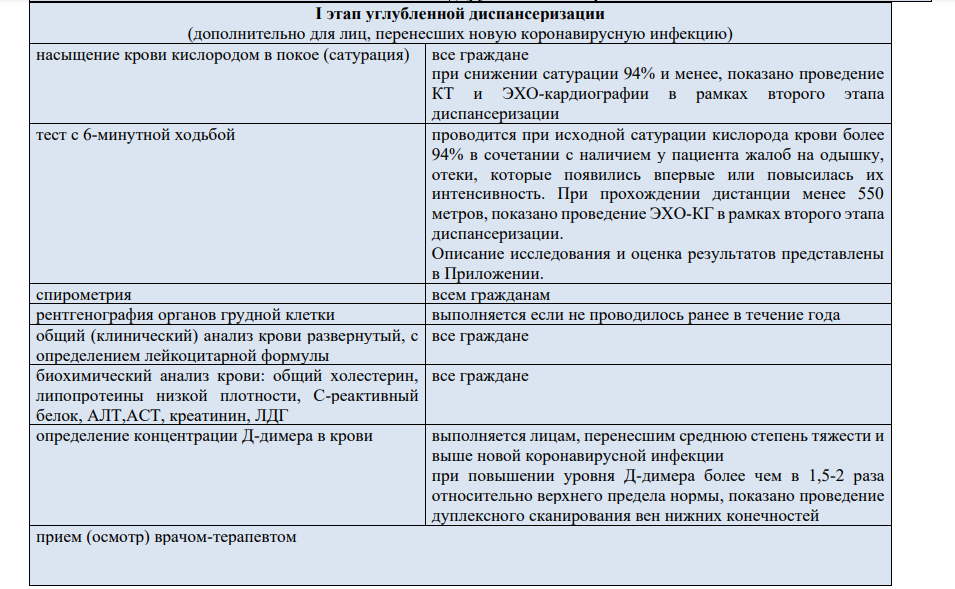 I этап углубленной диспансеризации
(дополнительно для лиц, перенесших новую коронавирусную инфекцию)
насыщение крови кислородом в покое (сатурация)
все граждане
при снижении сатурации 94% и менее, показано проведение
КТ и ЭХО-кардиографии в рамках второго этапа
диспансеризации
тест с 6-минутной ходьбой
проводится при исходной сатурации кислорода крови более
94% в сочетании с наличием у пациента жалоб на одышку,
отеки, которые появились впервые или повысилась их
интенсивность. При прохождении дистанции менее 550
метров, показано проведение ЭХО-КГ в рамках второго этапа
диспансеризации.
Описание исследования и оценка результатов представлены
в Приложении.
спирометрия
всем гражданам
рентгенография органов грудной клетки
выполняется если не проводилось ранее в течение года
общий (клинический) анализ крови развернутый, с
определением лейкоцитарной формулы
все граждане
биохимический анализ крови: общий холестерин,
липопротеины низкой плотности, С-реактивный
белок, АЛТ,АСТ, креатинин, ЛДГ
все граждане
определение концентрации Д-димера в крови
выполняется лицам, перенесшим среднюю степень тяжести и
выше новой коронавирусной инфекции
при повышении уровня Д-димера более чем в 1,5-2 раза
относительно верхнего предела нормы, показано проведение
дуплексного сканирования вен нижних конечностей
прием (осмотр) врачом-терапевтом